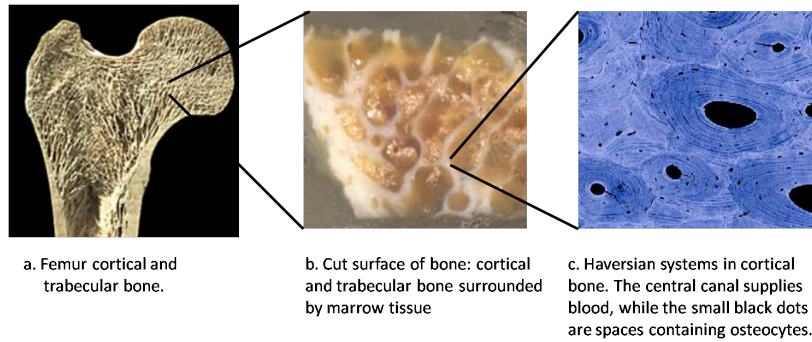 a. Femur cortical and
trabecular bone.
b. Cut surface of bone: cortical
and trabecular bone surrounded
by marrow tissue
c. Haversian systems in cortical
bone. The central canal supplies
blood, while the small black dots
are spaces containing osteocytes.